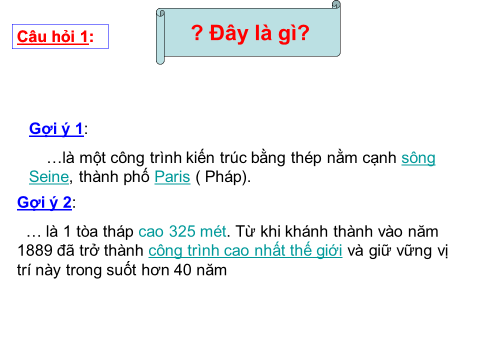 Câu hỏi 1:
? Đây là gì?
Gợi ý 1:
…là một công trình kiến trúc bằng thép nằm cạnh sông
Seine, thành phố Paris ( Pháp).
Gợi ý 2:
… là 1 tòa tháp cao 325 mét. Từ khi khánh thành vào năm
1889 đã trở thành công trình cao nhất thế giới và giữ vững vị
trí này trong suốt hơn 40 năm